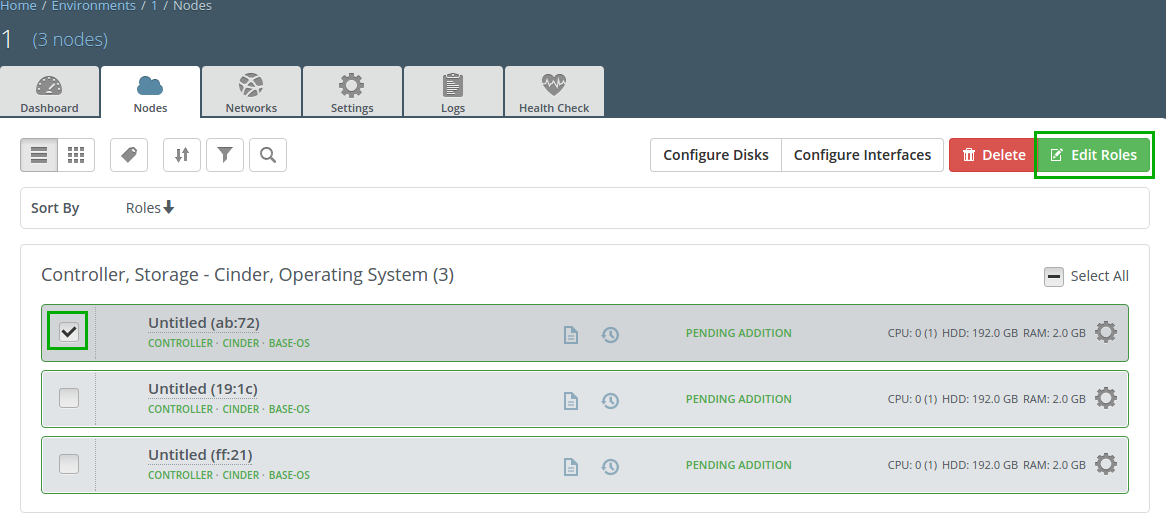 Home / Environments / 1 / Nodes
1 (3 nodes)
Dashboard Nodes Networks Settings Logs Health Check
Configure Disks Configure Interfaces Delete Edit Roles
Sort By Roles
Controller, Storage - Cinder, Operating System (3) Select All
Untitled (ab:72)
CONTROLLER · CINDER · BASE-OS PENDING ADDITION CPU: 0 (1) HDD: 192.0 GB RAM: 2.0 GB
Untitled (19:1c)
CONTROLLER · CINDER · BASE-OS PENDING ADDITION CPU: 0 (1) HDD: 192.0 GB RAM: 2.0 GB
Untitled (ff:21)
CONTROLLER · CINDER · BASE-OS PENDING ADDITION CPU: 0 (1) HDD: 192.0 GB RAM: 2.0 GB